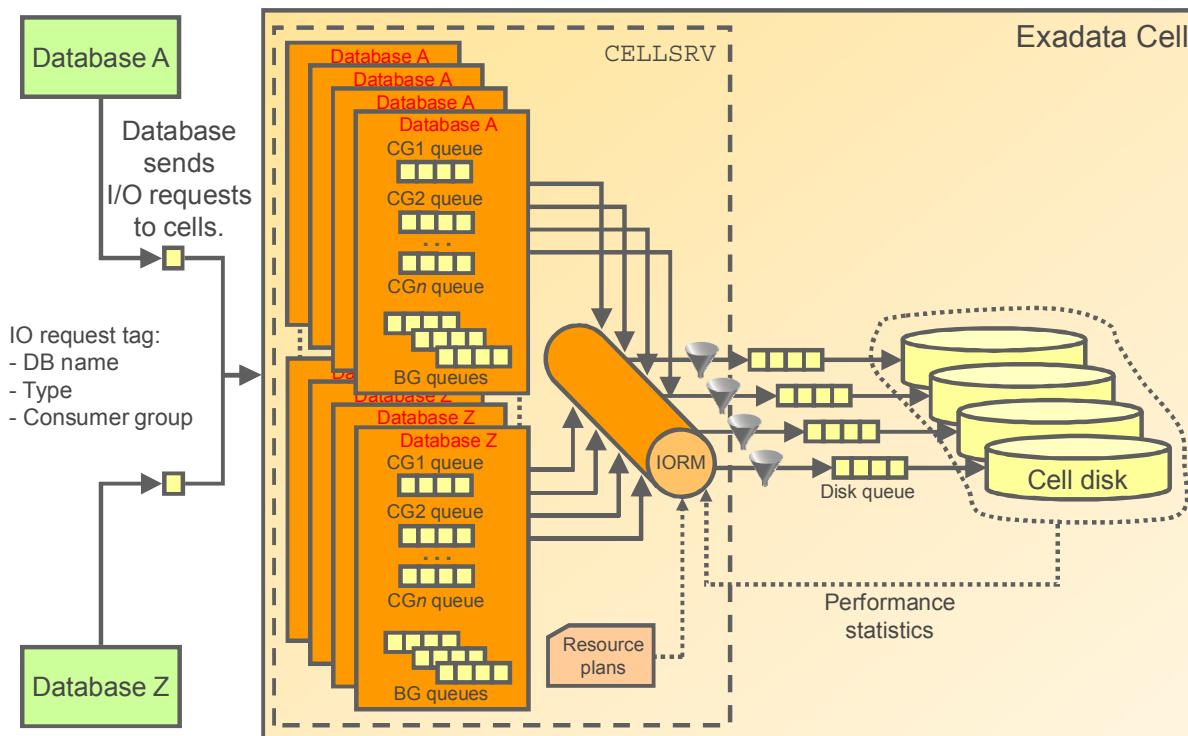 Database A
Exadata Cell
CELLSRV
Database
sends
I/O requests
to cells.
Database A
Database A
Database A
Database A
CG1 queue
CG2 queue
...
CGn queue
BG queues
IO request tag:
- DB name
- Type
- Consumer group
Database Z
Database Z
CG1 queue
CG2 queue
...
CGn queue
BG queues
IORM
Disk queue
Cell disk
Performance
statistics
Resource
plans
Database Z